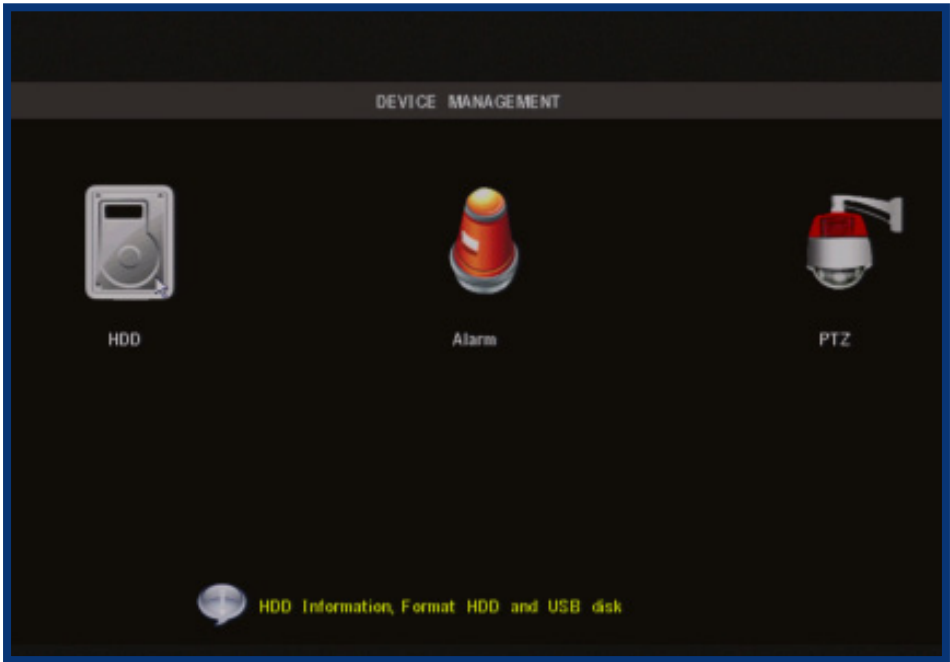 DEVICE MANAGEMENT
HDD
Alarm
PTZ
HDD Information, Format HDD and USB disk